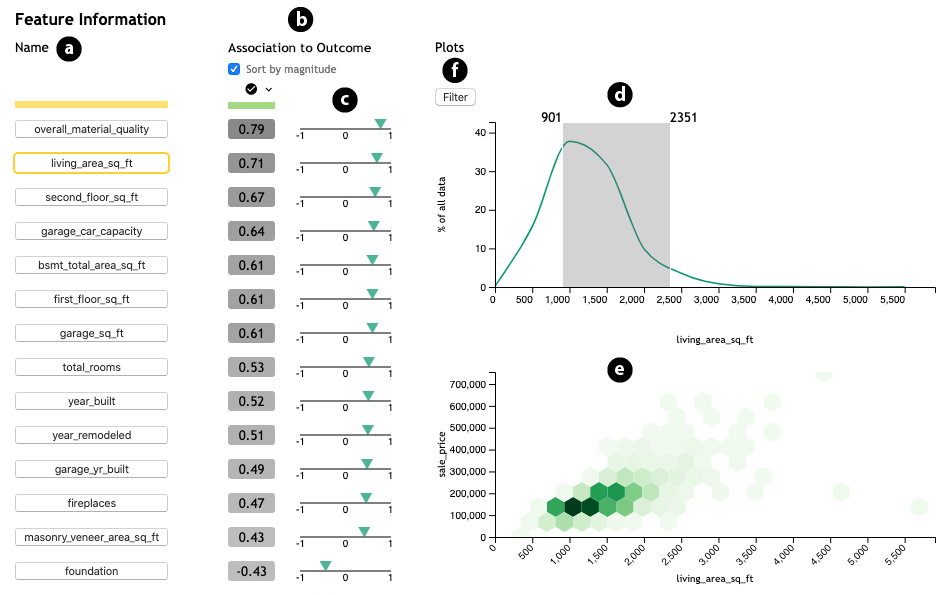 Feature Information
b
Name a
Association to Outcome
Plots
Sort by magnitude
f
c
Filter
d
901
2351
overall_material_quality
0.79
-1 0 1
living_area_sq_ft
0.71
-1 0 1
second_floor_sq_ft
0.67
-1 0 1
garage_car_capacity
0.64
-1 0 1
bsmt_total_area_sq_ft
0.61
-1 0 1
first_floor_sq_ft
0.61
-1 0 1
garage_sq_ft
0.61
-1 0 1
total_rooms
0.53
-1 0 1
year_built
0.52
-1 0 1
year_remodeled
0.51
-1 0 1
garage_yr_built
0.49
-1 0 1
fireplaces
0.47
-1 0 1
masonry_veneer_area_sq_ft
0.43
-1 0 1
foundation
-0.43
-1 0 1
% of all data
40
30
20
10
0
0 500 1,000 1,500 2,000 2,500 3,000 3,500 4,000 4,500 5,000 5,500
living_area_sq_ft
e
sale_price
700,000
600,000
500,000
400,000
300,000
200,000
100,000
0
0 500 1,000 1,500 2,000 2,500 3,000 3,500 4,000 4,500 5,000 5,500
living_area_sq_ft